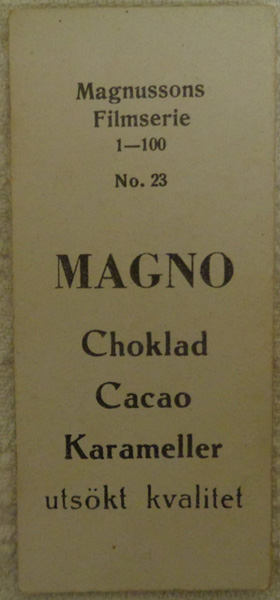 Magnussons
Filmserie
1—100
No. 23
MAGNO
Choklad
Cacao
Karameller
utsökt kvalitet